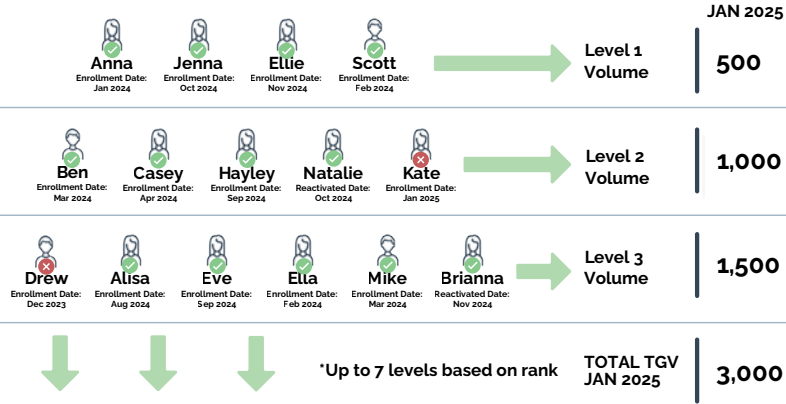 JAN 2025
Anna
Enrollment Date:
Jan 2024
Jenna
Enrollment Date:
Oct 2024
Ellie
Enrollment Date:
Nov 2024
Scott
Enrollment Date:
Feb 2024
Level 1
Volume
500
Ben
Enrollment Date:
Mar 2024
Casey
Enrollment Date:
Apr 2024
Hayley
Enrollment Date:
Sep 2024
Natalie
Reactivated Date:
Oct 2024
Kate
Enrollment Date:
Jan 2025
Level 2
Volume
1,000
Drew
Enrollment Date:
Dec 2023
Alisa
Enrollment Date:
Aug 2024
Eve
Enrollment Date:
Sep 2024
Ella
Enrollment Date:
Feb 2024
Mike
Enrollment Date:
Mar 2024
Brianna
Reactivated Date:
Nov 2024
Level 3
Volume
1,500
*Up to 7 levels based on rank
TOTAL TGV
JAN 2025
3,000